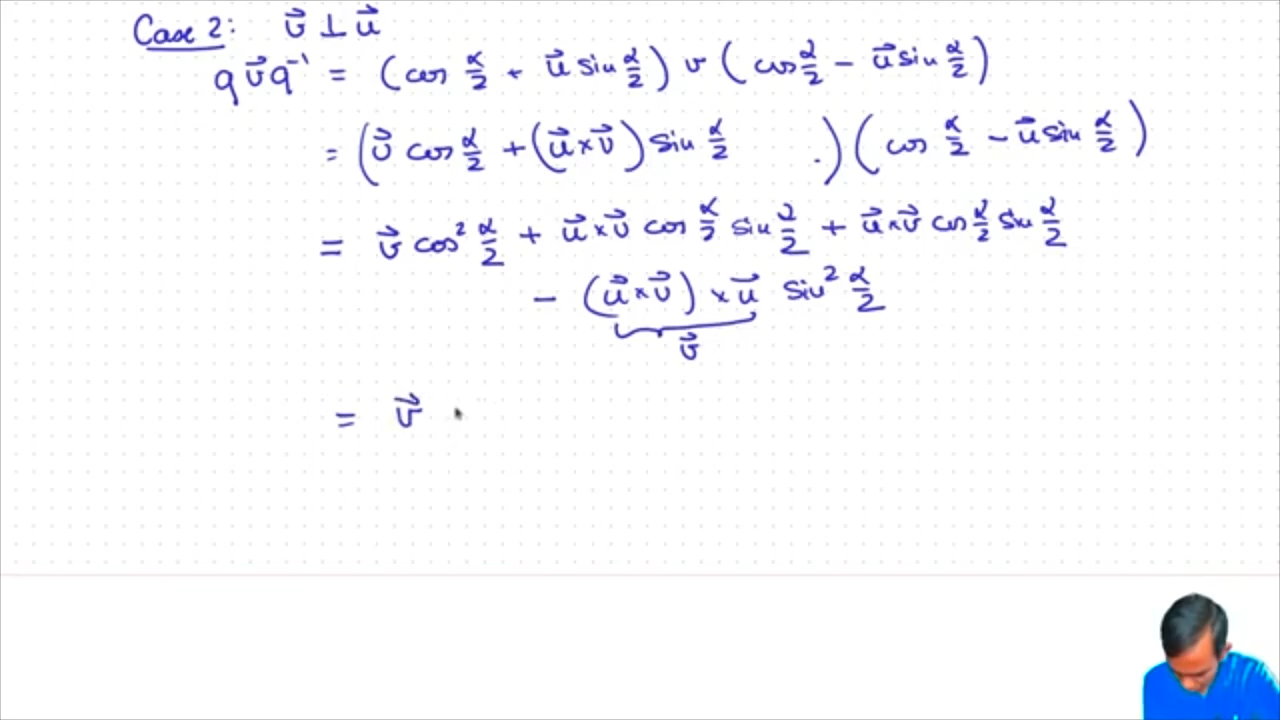 Case 2: v⃗ ⊥ u⃗
q v⃗ q⁻¹ = (cos α/2 + u⃗ sin α/2) v (cos α/2 − u⃗ sin α/2)
= (v⃗ cos α/2 + (u⃗×v⃗) sin α/2 .) (cos α/2 − u⃗ sin α/2)
= v⃗ cos² α/2 + u⃗×v⃗ cos α/2 sin α/2 + u⃗×v⃗ cos α/2 sin α/2
− (u⃗×v⃗) × u⃗ sin² α/2
v⃗
= v⃗